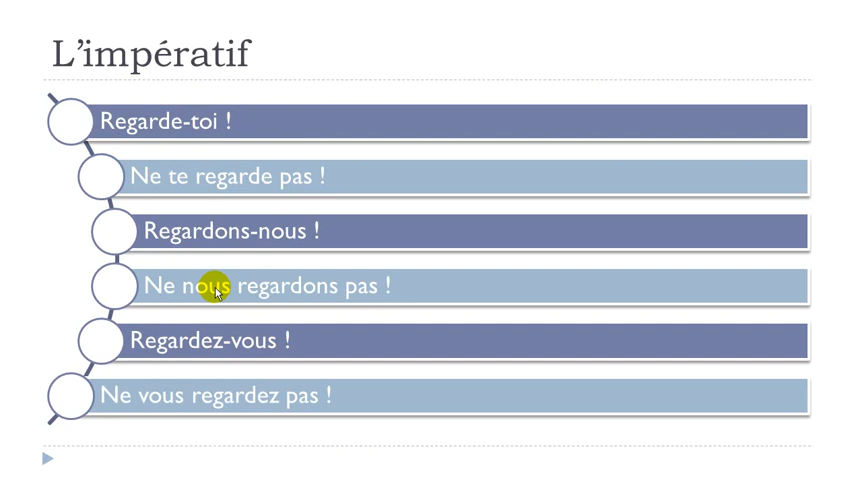 L’impératif
Regarde-toi !
Ne te regarde pas !
Regardons-nous !
Ne nous regardons pas !
Regardez-vous !
Ne vous regardez pas !